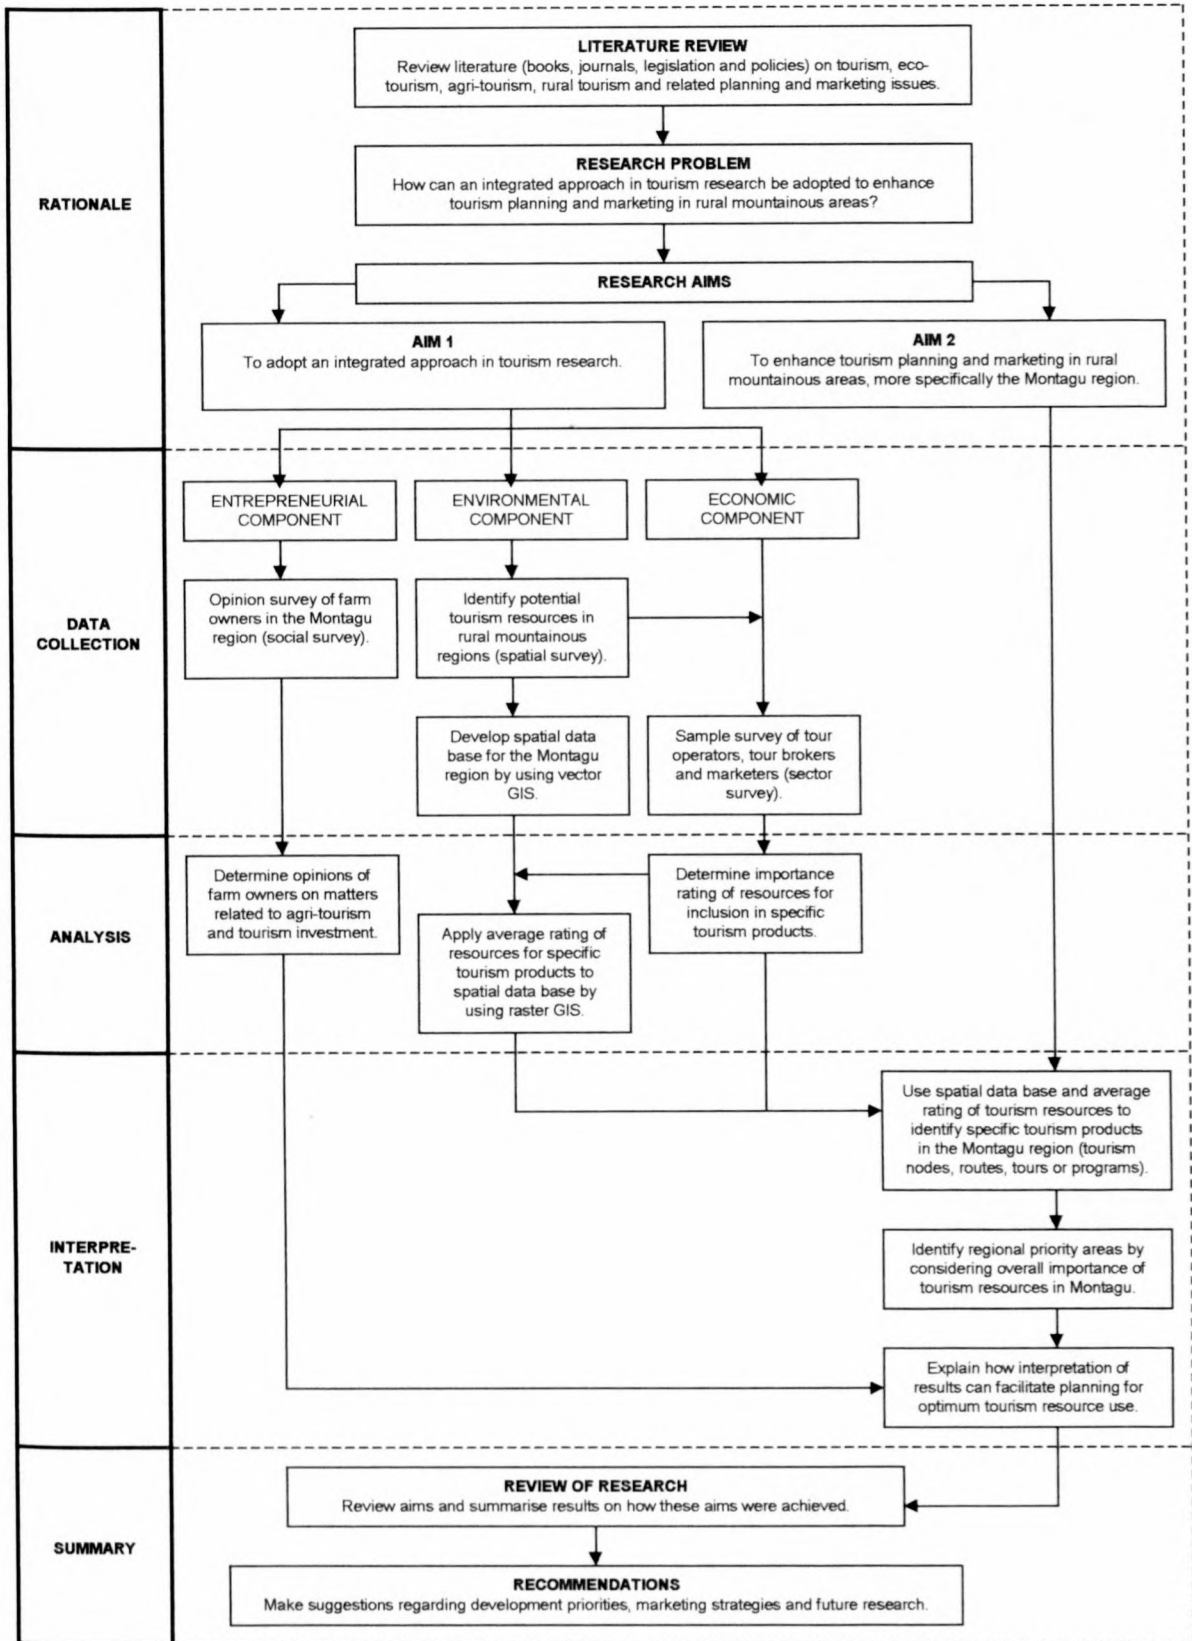 RATIONALE
LITERATURE REVIEW
Review literature (books, journals, legislation and policies) on tourism, eco-
tourism, agri-tourism, rural tourism and related planning and marketing issues.
RESEARCH PROBLEM
How can an integrated approach in tourism research be adopted to enhance
tourism planning and marketing in rural mountainous areas?
RESEARCH AIMS
AIM 1
To adopt an integrated approach in tourism research.
AIM 2
To enhance tourism planning and marketing in rural
mountainous areas, more specifically the Montagu region.
DATA
COLLECTION
ENTREPRENEURIAL
COMPONENT
ENVIRONMENTAL
COMPONENT
ECONOMIC
COMPONENT
Opinion survey of farm
owners in the Montagu
region (social survey).
Identify potential
tourism resources in
rural mountainous
regions (spatial survey).
Develop spatial data
base for the Montagu
region by using vector
GIS.
Sample survey of tour
operators, tour brokers
and marketers (sector
survey).
ANALYSIS
Determine opinions of
farm owners on matters
related to agri-tourism
and tourism investment.
Apply average rating of
resources for specific
tourism products to
spatial data base by
using raster GIS.
Determine importance
rating of resources for
inclusion in specific
tourism products.
INTERPRE-
TATION
Use spatial data base and average
rating of tourism resources to
identify specific tourism products
in the Montagu region (tourism
nodes, routes, tours or programs).
Identify regional priority areas by
considering overall importance of
tourism resources in Montagu.
Explain how interpretation of
results can facilitate planning for
optimum tourism resource use.
SUMMARY
REVIEW OF RESEARCH
Review aims and summarise results on how these aims were achieved.
RECOMMENDATIONS
Make suggestions regarding development priorities, marketing strategies and future research.